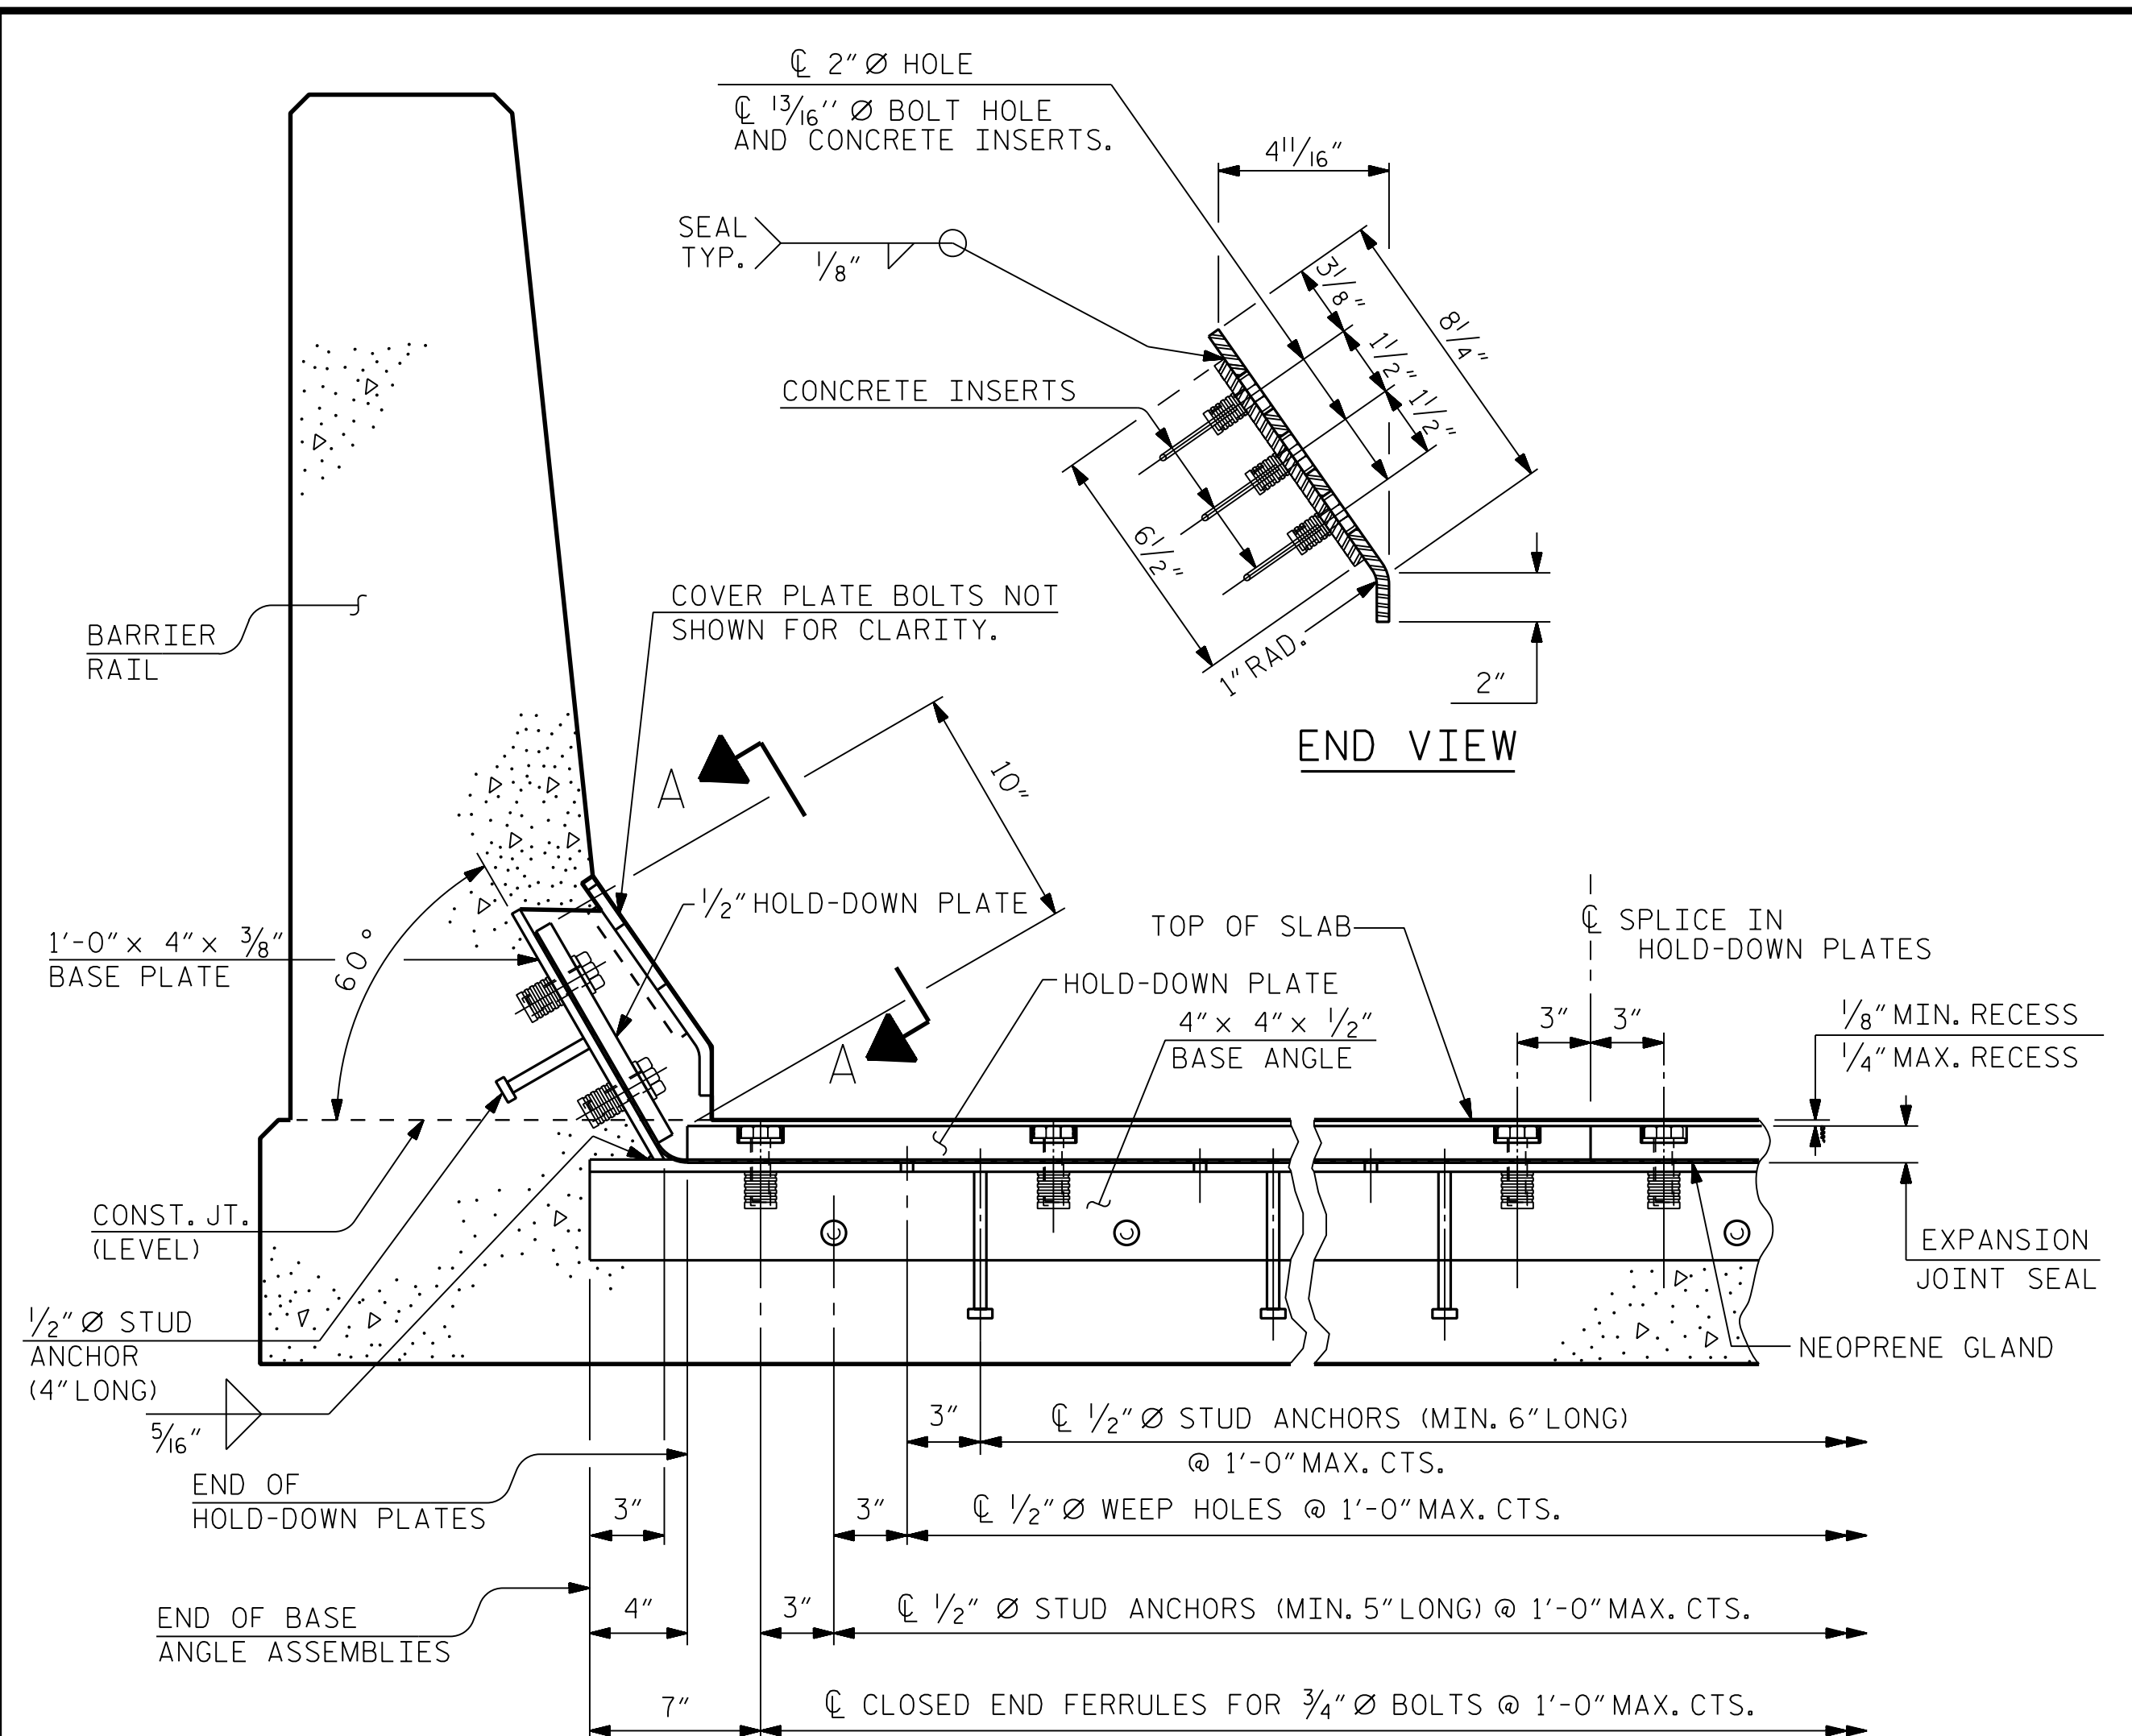 ℄ 2"Ø HOLE
℄ 13/16'' Ø BOLT HOLE
AND CONCRETE INSERTS.
4 11/16"
SEAL
TYP.
1/8"
3 1/8"
8 1/4"
1 1/2"
1 1/2"
CONCRETE INSERTS
6 1/2"
1" RAD.
2"
END VIEW
COVER PLATE BOLTS NOT
SHOWN FOR CLARITY.
BARRIER
RAIL
A
10"
1/2" HOLD-DOWN PLATE
TOP OF SLAB
℄ SPLICE IN
HOLD-DOWN PLATES
1'-0" x 4" x 3/8"
BASE PLATE
60°
HOLD-DOWN PLATE
4" x 4" x 1/2"
BASE ANGLE
A
3"
3"
1/8" MIN. RECESS
1/4" MAX. RECESS
CONST. JT.
(LEVEL)
EXPANSION
JOINT SEAL
1/2" Ø STUD
ANCHOR
(4" LONG)
NEOPRENE GLAND
5/16"
3"
℄ 1/2" Ø STUD ANCHORS (MIN. 6" LONG)
@ 1'-0" MAX. CTS.
END OF
HOLD-DOWN PLATES
3"
3"
℄ 1/2" Ø WEEP HOLES @ 1'-0" MAX. CTS.
END OF BASE
ANGLE ASSEMBLIES
4"
3"
℄ 1/2" Ø STUD ANCHORS (MIN. 5" LONG) @ 1'-0" MAX. CTS.
7"
℄ CLOSED END FERRULES FOR 3/4" Ø BOLTS @ 1'-0" MAX. CTS.